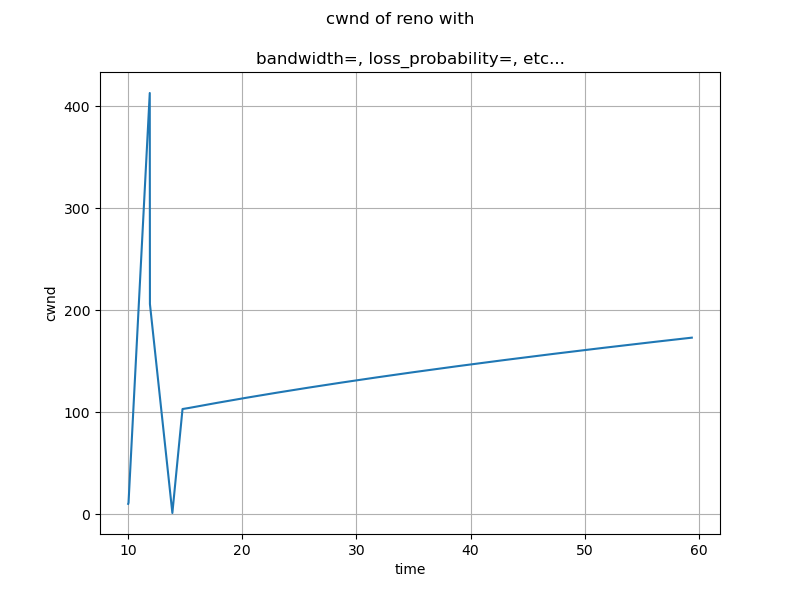 cwnd of reno with
bandwidth=, loss_probability=, etc...
400
300
200
100
0
cwnd
10 20 30 40 50 60
time